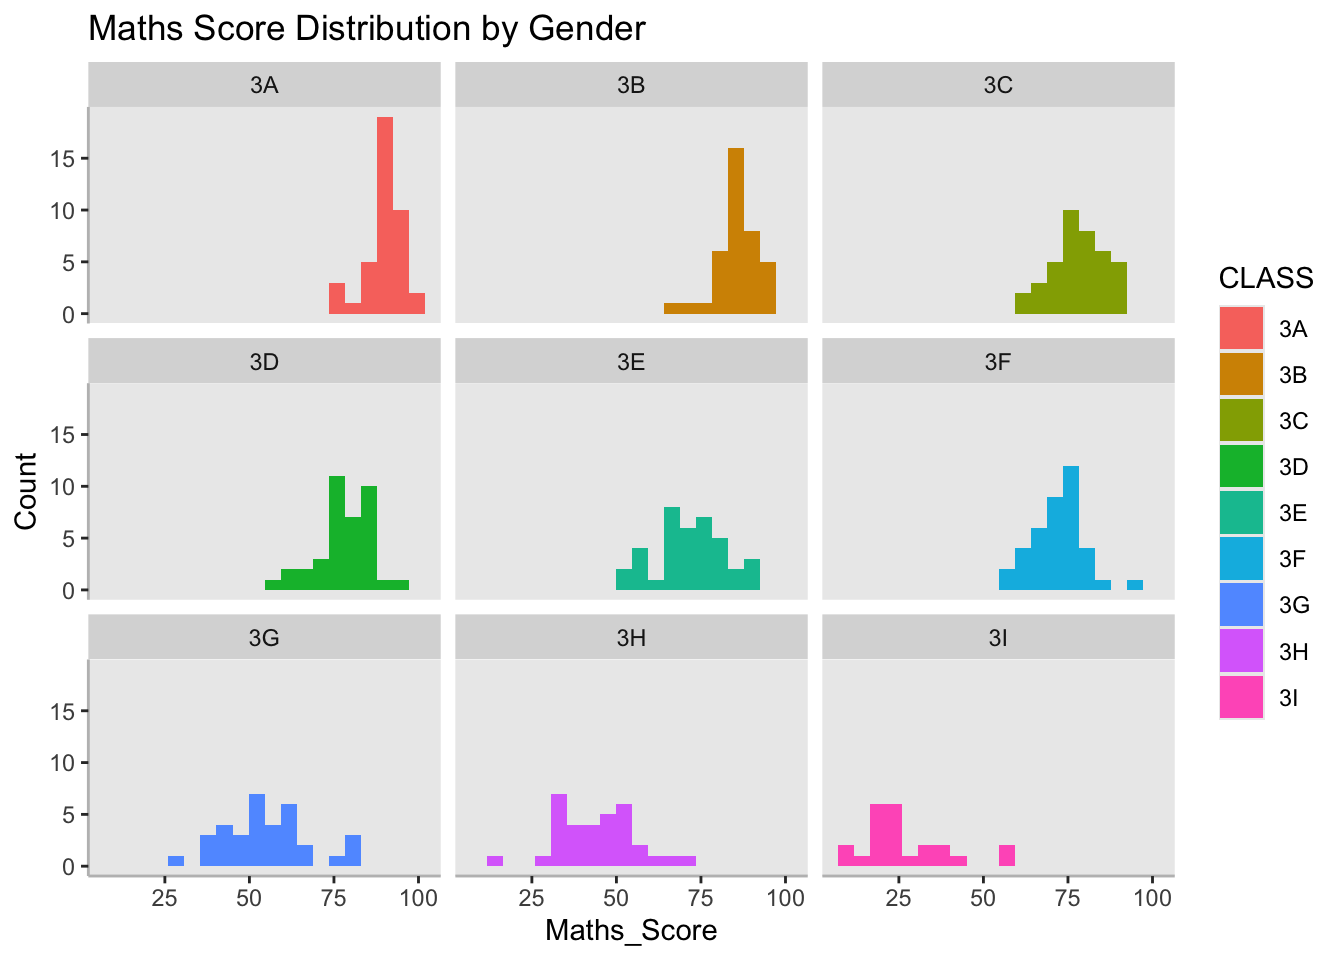 Maths Score Distribution by Gender
3A 3B 3C
15
10
5
0
3D 3E 3F
15
10
5
0
3G 3H 3I
15
10
5
0
25 50 75 100 25 50 75 100 25 50 75 100
Maths_Score
Count
CLASS
3A
3B
3C
3D
3E
3F
3G
3H
3I